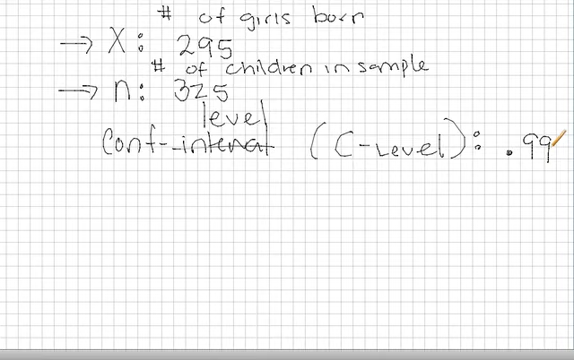 # of girls born
→ X: 295
# of children in sample
→ n: 325
level
Conf-interval (C-Level): .99